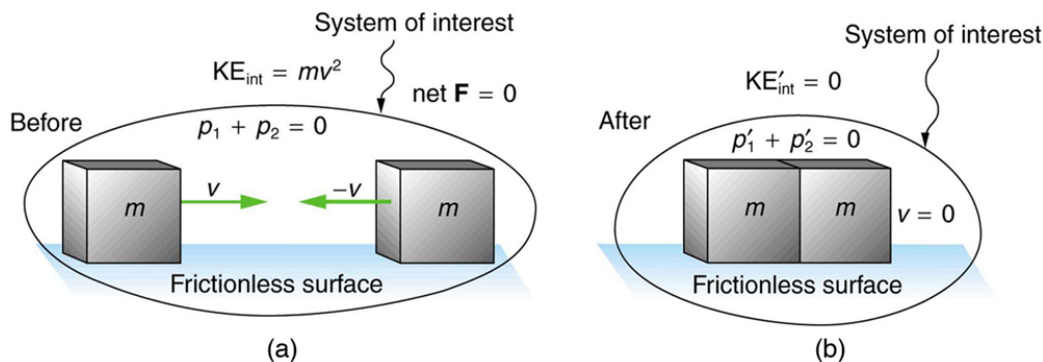 System of interest
KE_int = mv²
net F = 0
Before
p₁ + p₂ = 0
v
−v
m
m
Frictionless surface
(a)
System of interest
KE′_int = 0
After
p′₁ + p′₂ = 0
m
m
v = 0
Frictionless surface
(b)